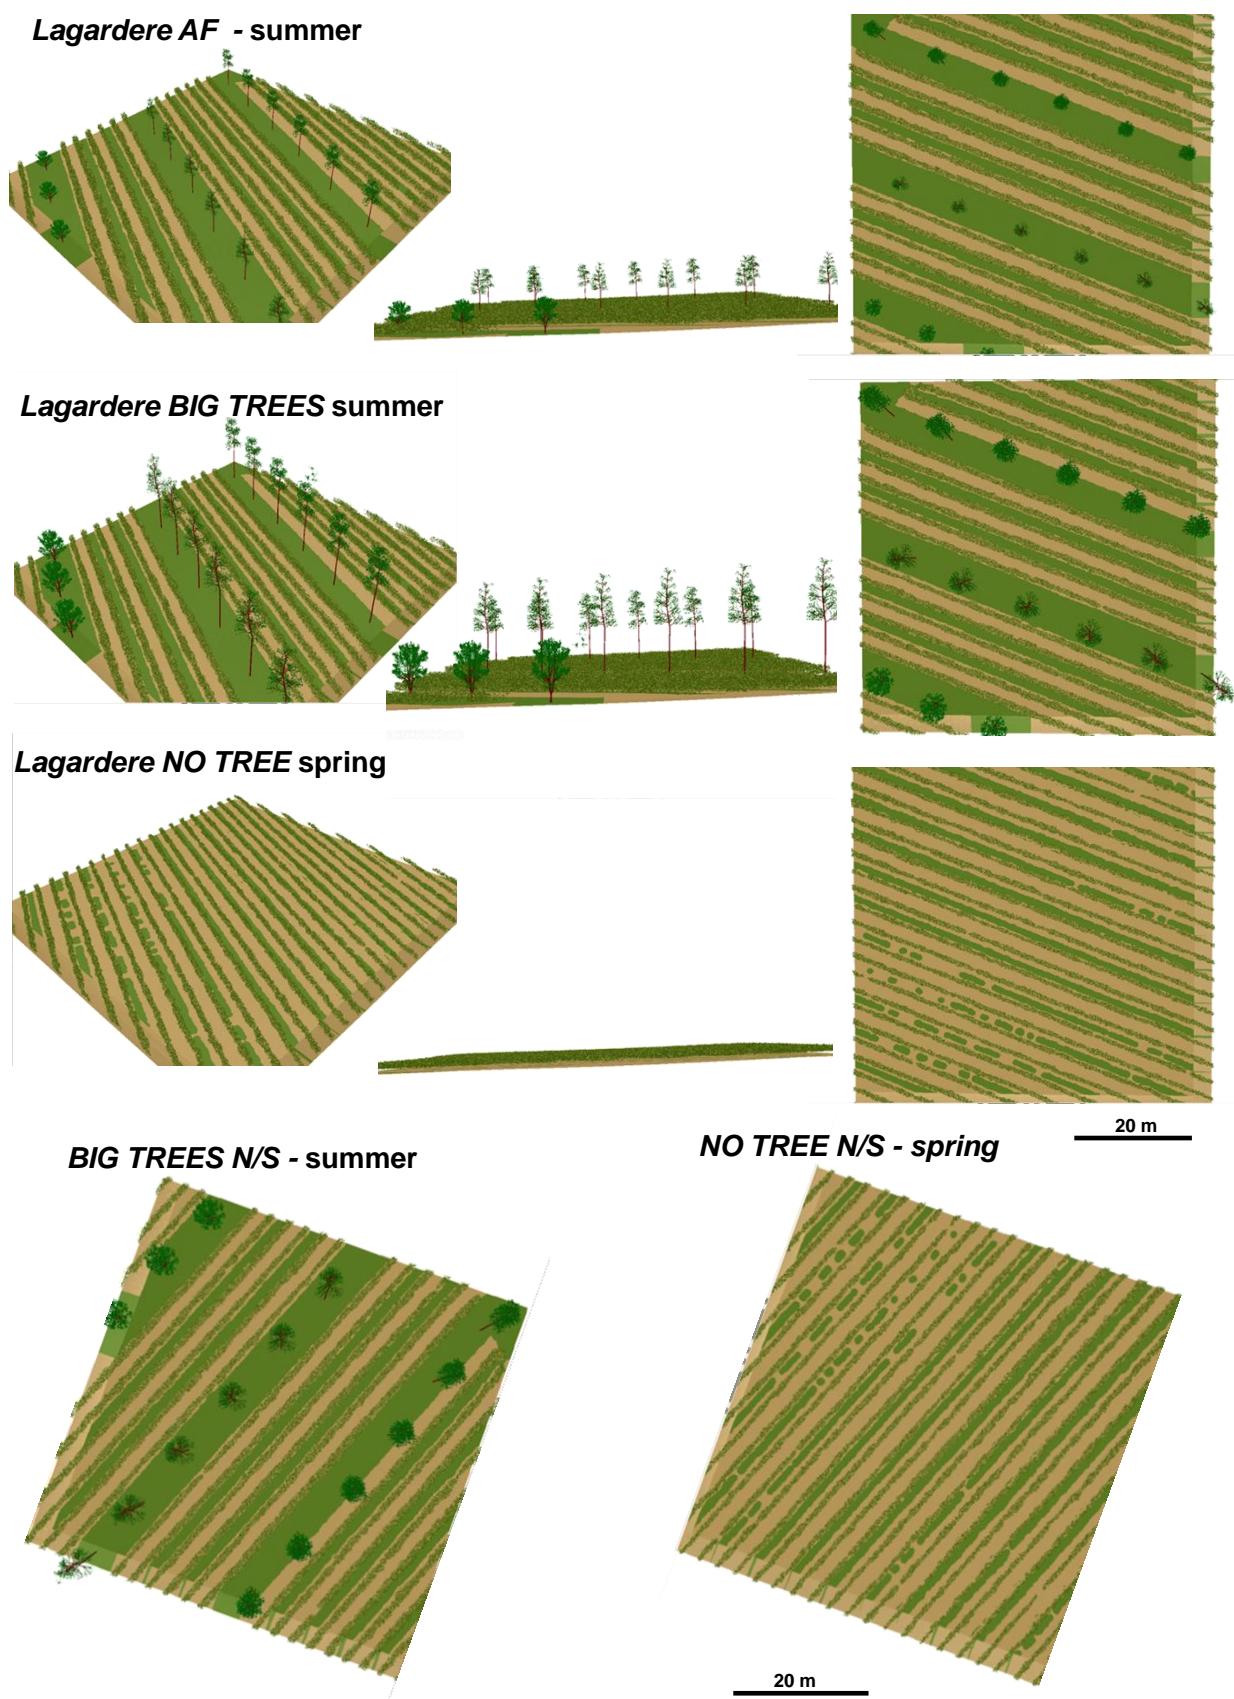 Lagardere AF - summer
Lagardere BIG TREES summer
Lagardere NO TREE spring
20 m
BIG TREES N/S - summer
NO TREE N/S - spring
20 m